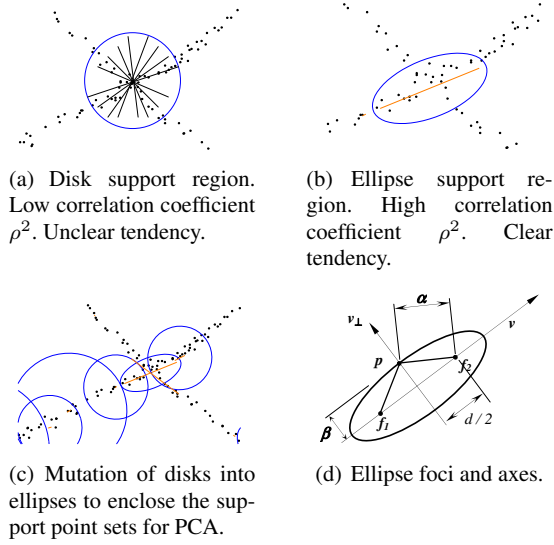 (a) Disk support region.
Low correlation coefficient
ρ². Unclear tendency.
(b) Ellipse support re-
gion. High correlation
coefficient ρ². Clear
tendency.
α
v⊥
v
p
f₂
f₁
β
d / 2
(c) Mutation of disks into
ellipses to enclose the sup-
port point sets for PCA.
(d) Ellipse foci and axes.